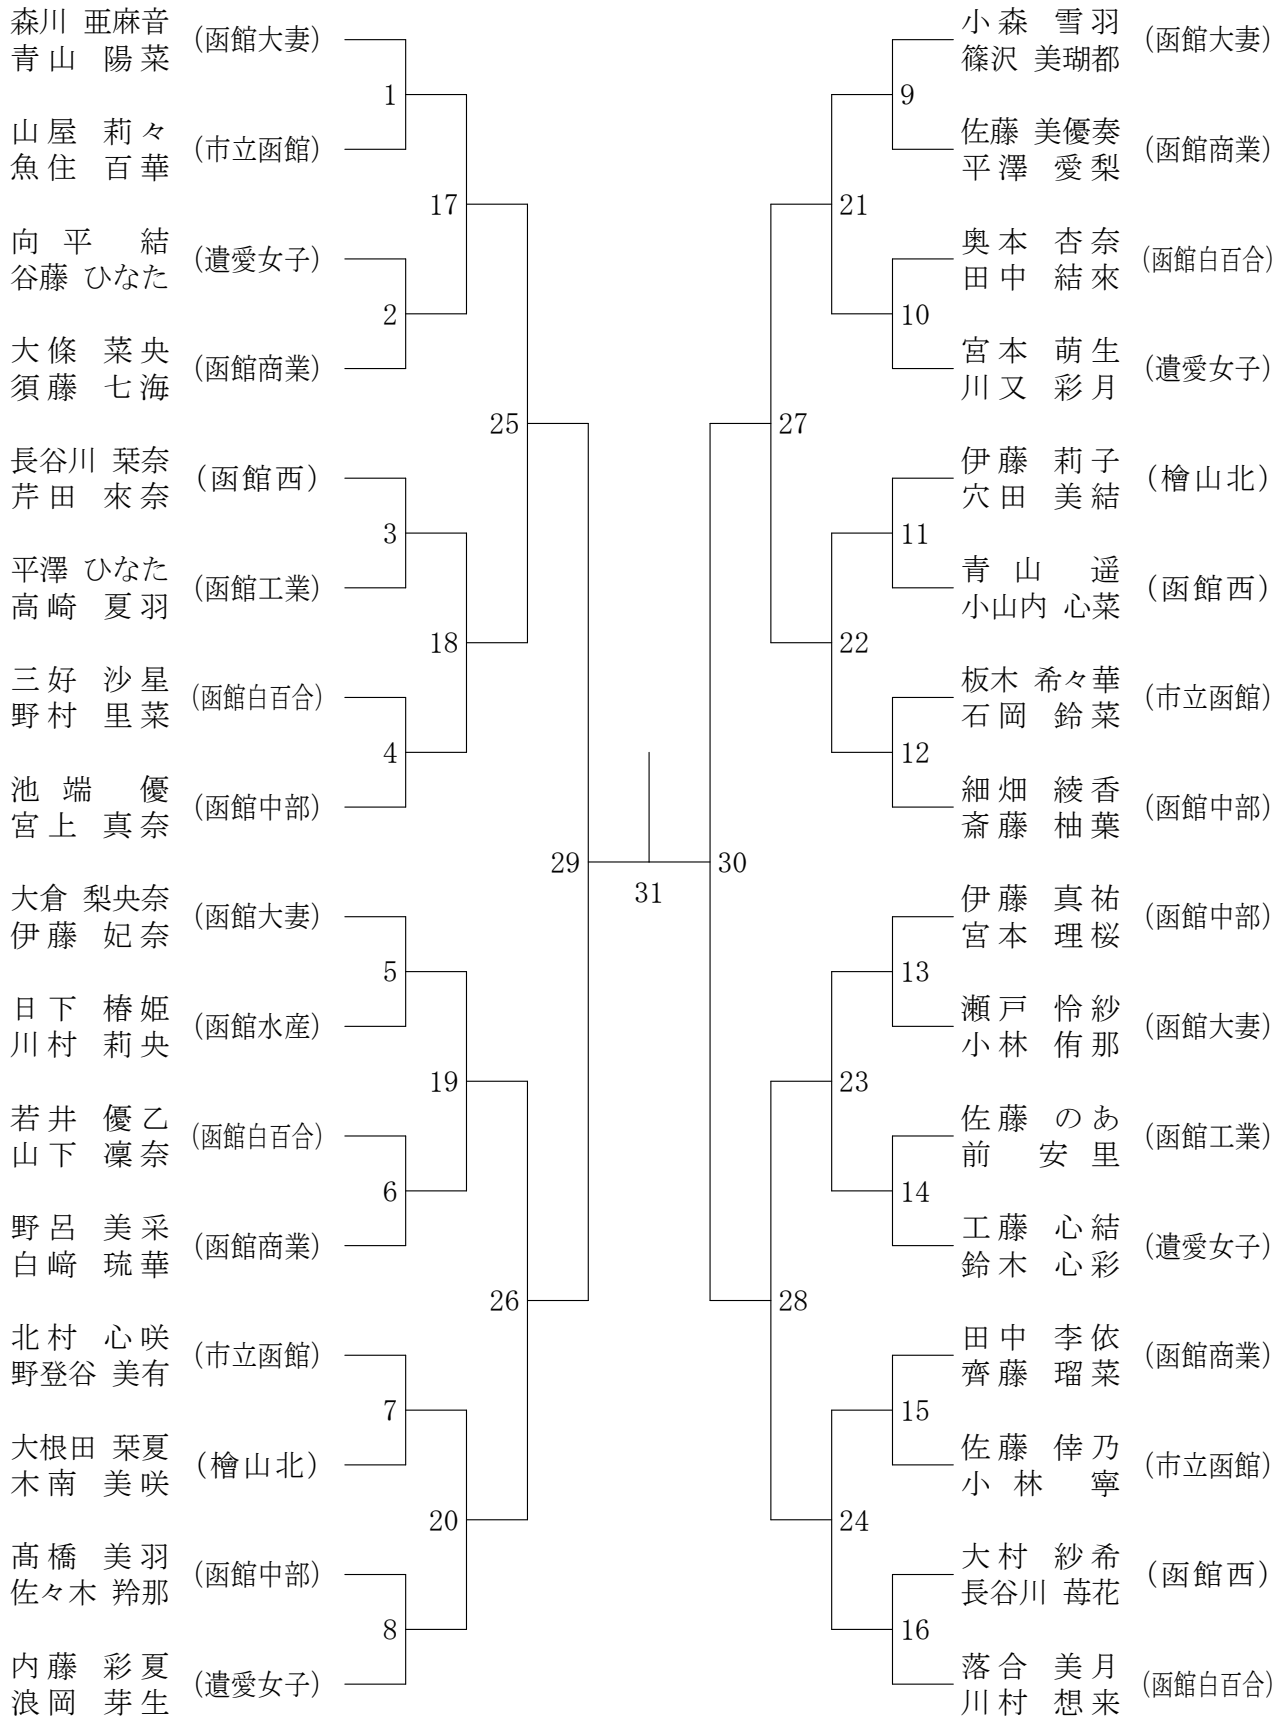 森川 亜麻音
青山 陽菜
(函館大妻)
1
山屋 莉々
魚住 百華
(市立函館)
17
向平 結
谷藤 ひなた
(遺愛女子)
2
大條 菜央
須藤 七海
(函館商業)
25
長谷川 栞奈
芹田 來奈
(函館西)
3
平澤 ひなた
高崎 夏羽
(函館工業)
18
三好 沙星
野村 里菜
(函館白百合)
4
池端 優
宮上 真奈
(函館中部)
29
大倉 梨央奈
伊藤 妃奈
(函館大妻)
5
日下 椿姫
川村 莉央
(函館水産)
19
若井 優乙
山下 凜奈
(函館白百合)
6
野呂 美采
白﨑 琉華
(函館商業)
26
北村 心咲
野登谷 美有
(市立函館)
7
大根田 栞夏
木南 美咲
(檜山北)
20
髙橋 美羽
佐々木 羚那
(函館中部)
8
内藤 彩夏
浪岡 芽生
(遺愛女子)
31
小森 雪羽
篠沢 美瑚都
(函館大妻)
9
佐藤 美優奏
平澤 愛梨
(函館商業)
21
奥本 杏奈
田中 結來
(函館白百合)
10
宮本 萌生
川又 彩月
(遺愛女子)
27
伊藤 莉子
穴田 美結
(檜山北)
11
青山 遥
小山内 心菜
(函館西)
22
板木 希々華
石岡 鈴菜
(市立函館)
12
細畑 綾香
斎藤 柚葉
(函館中部)
30
伊藤 真祐
宮本 理桜
(函館中部)
13
瀬戸 怜紗
小林 侑那
(函館大妻)
23
佐藤 のあ
前 安里
(函館工業)
14
工藤 心結
鈴木 心彩
(遺愛女子)
28
田中 李依
齊藤 瑠菜
(函館商業)
15
佐藤 倖乃
小林 寧
(市立函館)
24
大村 紗希
長谷川 苺花
(函館西)
16
落合 美月
川村 想来
(函館白百合)